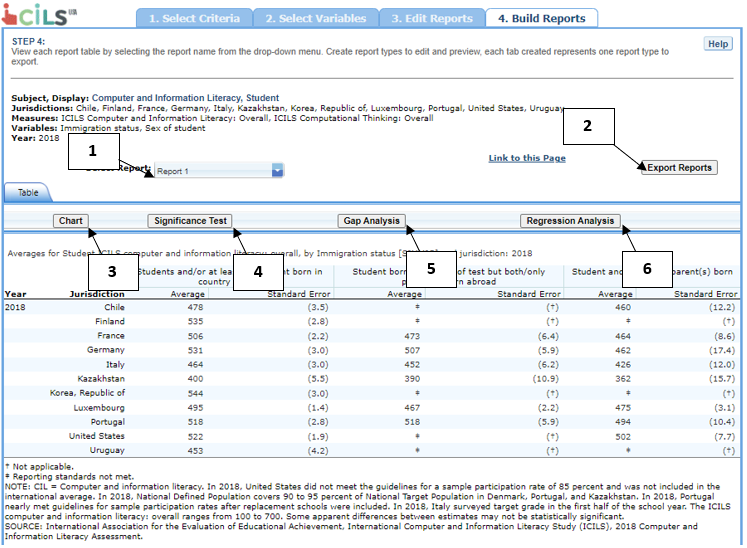 iCILS
1. Select Criteria 2. Select Variables 3. Edit Reports 4. Build Reports
STEP 4:
View each report table by selecting the report name from the drop-down menu. Create report types to edit and preview, each tab created represents one report type to
export.
Help
Subject, Display: Computer and Information Literacy, Student
Jurisdictions: Chile, Finland, France, Germany, Italy, Kazakhstan, Korea, Republic of, Luxembourg, Portugal, United States, Uruguay
Measures: ICILS Computer and Information Literacy: Overall, ICILS Computational Thinking: Overall
Variables: Immigration status, Sex of student
Year: 2018
1
2
Link to this Page
Report: Report 1
Export Reports
Table
Chart Significance Test Gap Analysis Regression Analysis
Averages for Student ICILS computer and information literacy: overall, by Immigration status jurisdiction: 2018
3 4 5 6
Students and/or at born in Student of test but both/only Student parent(s) born
country abroad
Year Jurisdiction Average Standard Error Average Standard Error Average Standard Error
2018 Chile 478 (3.5) ‡ (†) 460 (12.2)
Finland 535 (2.8) ‡ (†) ‡ (†)
France 506 (2.2) 473 (6.4) 464 (8.6)
Germany 531 (3.0) 507 (5.9) 462 (17.4)
Italy 464 (3.0) 452 (6.2) 426 (12.0)
Kazakhstan 400 (5.5) 390 (10.9) 362 (15.7)
Korea, Republic of 544 (3.0) ‡ (†) ‡ (†)
Luxembourg 495 (1.4) 467 (2.2) 475 (3.1)
Portugal 518 (2.8) 518 (5.9) 494 (10.4)
United States 522 (1.9) ‡ (†) 502 (7.7)
Uruguay 453 (4.2) ‡ (†) ‡ (†)
† Not applicable.
‡ Reporting standards not met.
NOTE: CIL = Computer and information literacy. In 2018, United States did not meet the guidelines for a sample participation rate of 85 percent and was not included in the
international average. In 2018, National Defined Population covers 90 to 95 percent of National Target Population in Denmark, Portugal, and Kazakhstan. In 2018, Portugal
nearly met guidelines for sample participation rates after replacement schools were included. In 2018, Italy surveyed target grade in the first half of the school year. The ICILS
computer and information literacy: overall ranges from 100 to 700. Some apparent differences between estimates may not be statistically significant.
SOURCE: International Association for the Evaluation of Educational Achievement, International Computer and Information Literacy Study (ICILS), 2018 Computer and
Information Literacy Assessment.